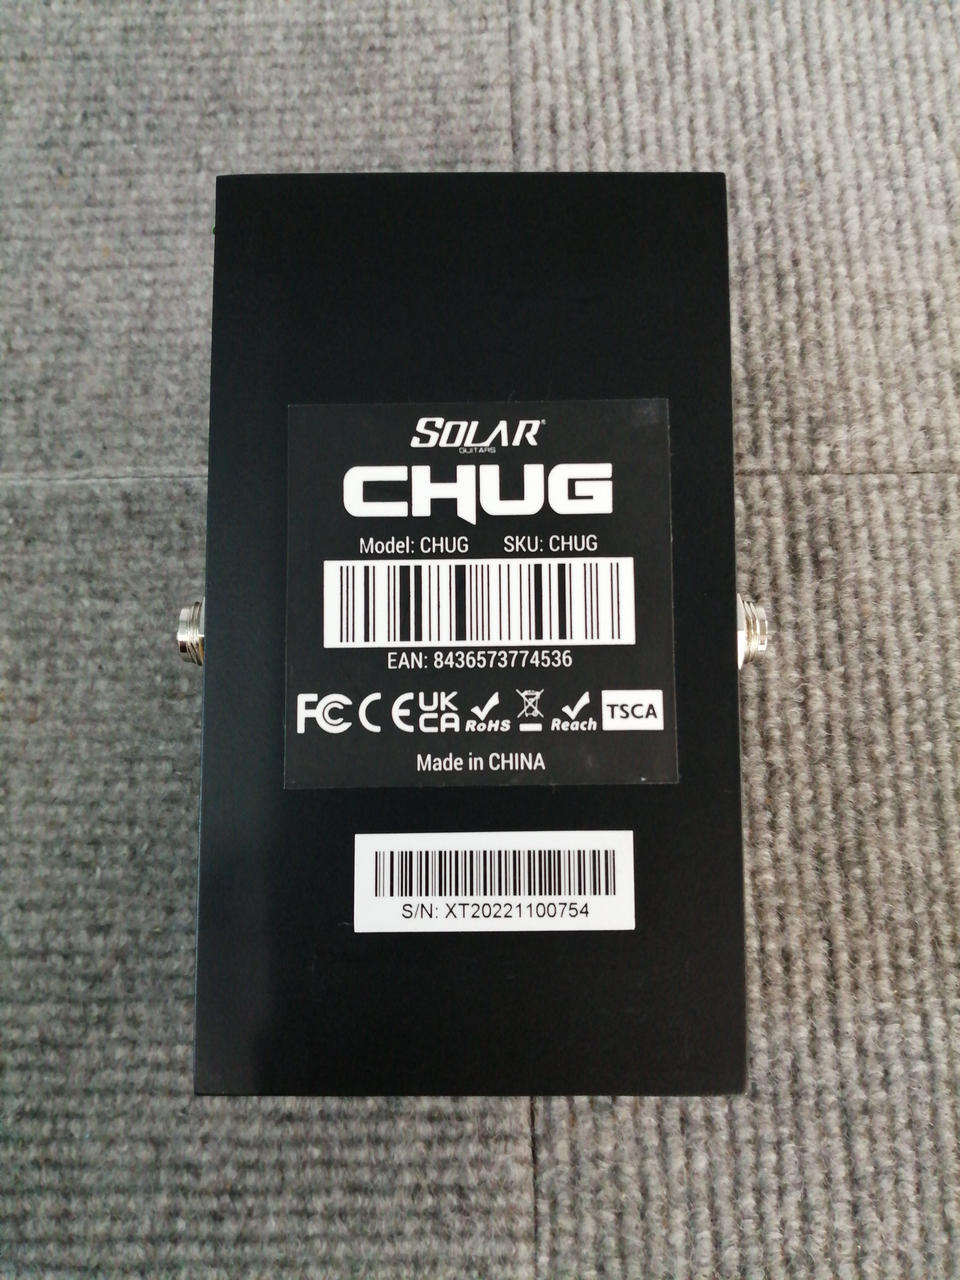 SOLAR®
GUITARS
CHUG
Model: CHUG SKU: CHUG
EAN: 8436573774536
FC CE UK CA RoHS Reach TSCA
Made in CHINA
S/N: XT20221100754